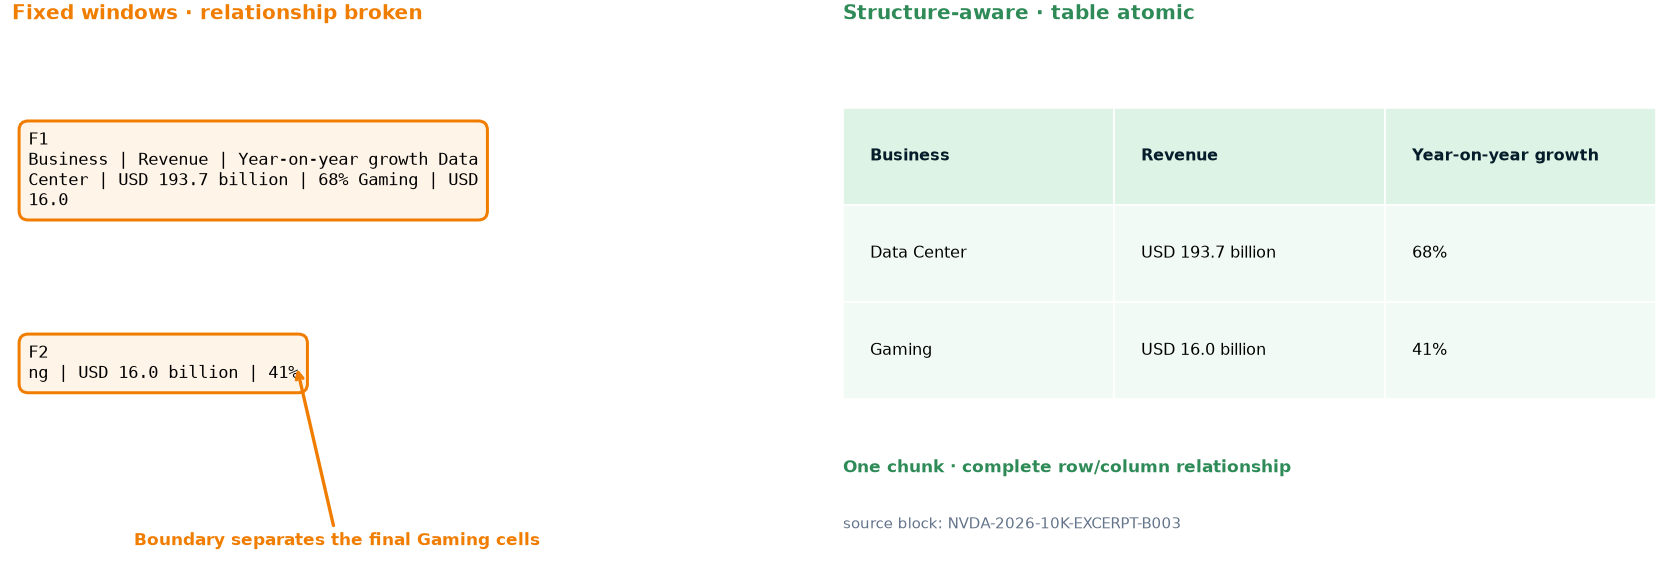 Fixed windows · relationship broken
F1
Business | Revenue | Year-on-year growth Data
Center | USD 193.7 billion | 68% Gaming | USD
16.0
F2
ng | USD 16.0 billion | 41%
Boundary separates the final Gaming cells
Structure-aware · table atomic
Business Revenue Year-on-year growth
Data Center USD 193.7 billion 68%
Gaming USD 16.0 billion 41%
One chunk · complete row/column relationship
source block: NVDA-2026-10K-EXCERPT-B003